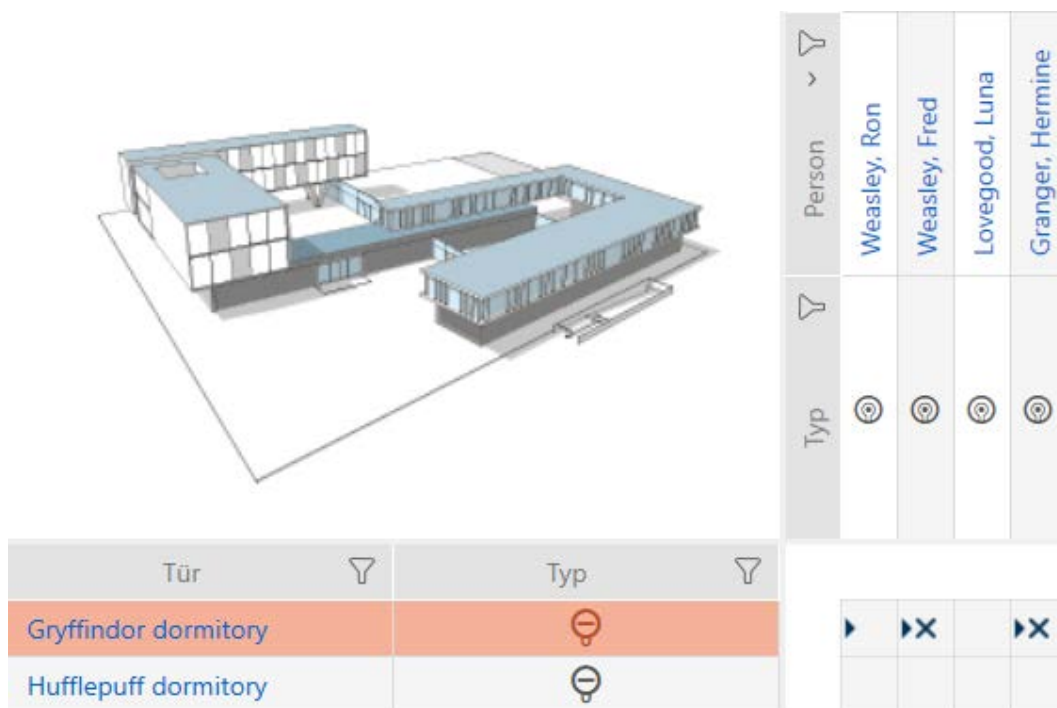 Person
Weasley, Ron
Weasley, Fred
Lovegood, Luna
Granger, Hermine
Typ
Tür
Typ
Gryffindor dormitory
Hufflepuff dormitory